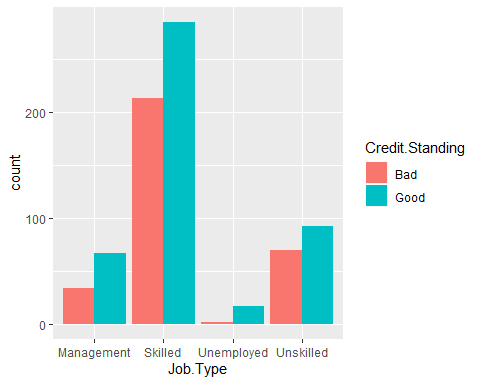 200
100
0
count
Management Skilled Unemployed Unskilled
Job.Type
Credit.Standing
Bad
Good